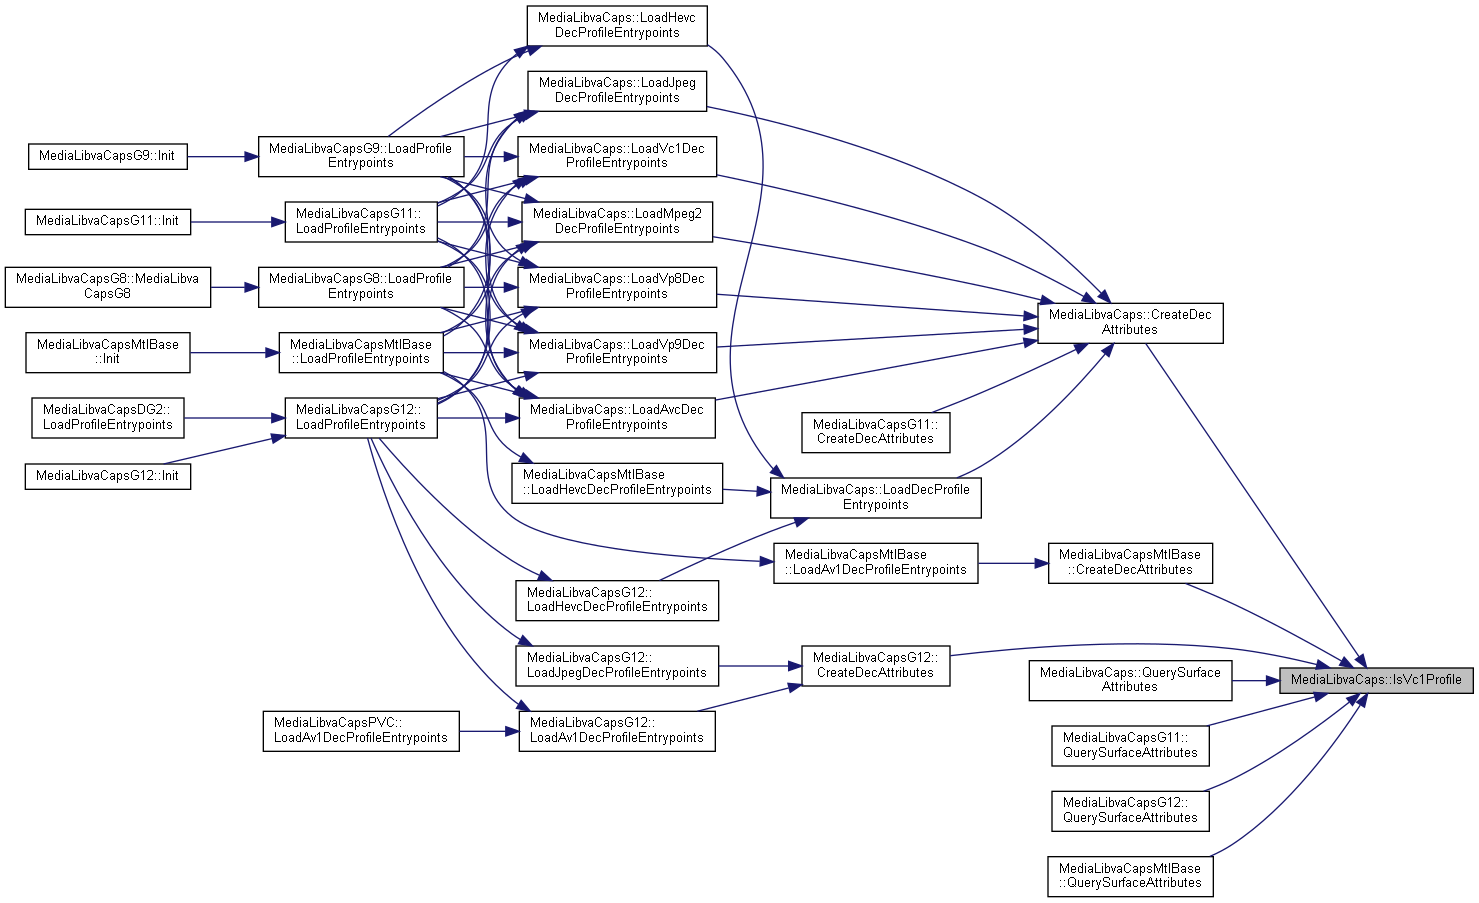 MediaLibvaCaps::LoadHevc
DecProfileEntrypoints
MediaLibvaCaps::LoadJpeg
DecProfileEntrypoints
MediaLibvaCapsG9::Init
MediaLibvaCapsG9::LoadProfile
Entrypoints
MediaLibvaCaps::LoadVc1Dec
ProfileEntrypoints
MediaLibvaCapsG11::Init
MediaLibvaCapsG11::
LoadProfileEntrypoints
MediaLibvaCaps::LoadMpeg2
DecProfileEntrypoints
MediaLibvaCapsG8::MediaLibva
CapsG8
MediaLibvaCapsG8::LoadProfile
Entrypoints
MediaLibvaCaps::LoadVp8Dec
ProfileEntrypoints
MediaLibvaCaps::CreateDec
Attributes
MediaLibvaCapsMtlBase
::Init
MediaLibvaCapsMtlBase
::LoadProfileEntrypoints
MediaLibvaCaps::LoadVp9Dec
ProfileEntrypoints
MediaLibvaCapsDG2::
LoadProfileEntrypoints
MediaLibvaCapsG12::
LoadProfileEntrypoints
MediaLibvaCaps::LoadAvcDec
ProfileEntrypoints
MediaLibvaCapsG11::
CreateDecAttributes
MediaLibvaCapsG12::Init
MediaLibvaCapsMtlBase
::LoadHevcDecProfileEntrypoints
MediaLibvaCaps::LoadDecProfile
Entrypoints
MediaLibvaCapsMtlBase
::LoadAv1DecProfileEntrypoints
MediaLibvaCapsMtlBase
::CreateDecAttributes
MediaLibvaCapsG12::
LoadHevcDecProfileEntrypoints
MediaLibvaCapsG12::
LoadJpegDecProfileEntrypoints
MediaLibvaCapsG12::
CreateDecAttributes
MediaLibvaCaps::QuerySurface
Attributes
MediaLibvaCaps::IsVc1Profile
MediaLibvaCapsPVC::
LoadAv1DecProfileEntrypoints
MediaLibvaCapsG12::
LoadAv1DecProfileEntrypoints
MediaLibvaCapsG11::
QuerySurfaceAttributes
MediaLibvaCapsG12::
QuerySurfaceAttributes
MediaLibvaCapsMtlBase
::QuerySurfaceAttributes